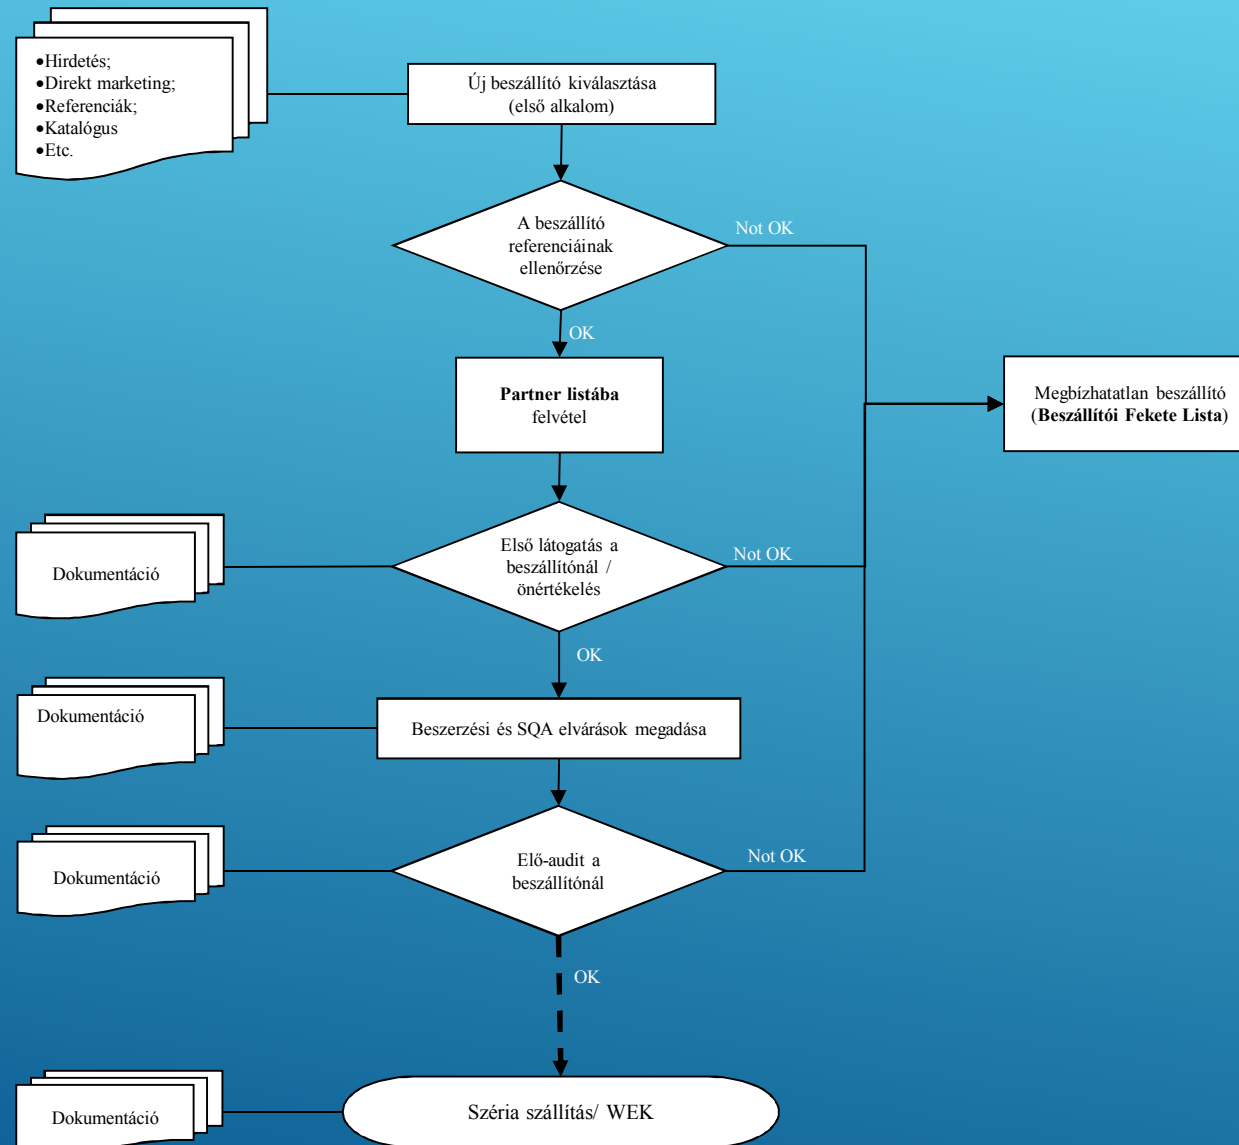 •Hirdetés;
•Direkt marketing;
•Referenciák;
•Katalógus
•Etc.
Új beszállító kiválasztása
(első alkalom)
A beszállító
referenciáinak
ellenőrzése
Not OK
OK
Partner listába
felvétel
Megbízhatatlan beszállító
(Beszállítói Fekete Lista)
Dokumentáció
Első látogatás a
beszállítónál /
önértékelés
Not OK
OK
Dokumentáció
Beszerzési és SQA elvárások megadása
Dokumentáció
Elő-audit a
beszállítónál
Not OK
OK
Dokumentáció
Széria szállítás/ WEK